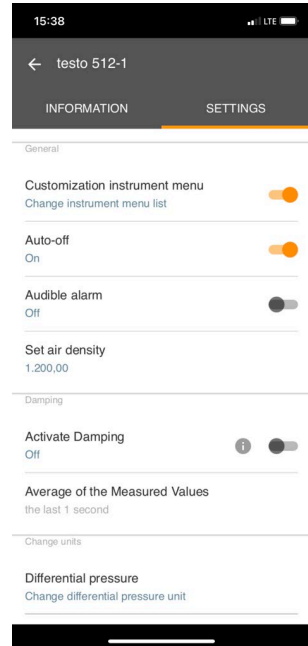 15:38
LTE
testo 512-1
INFORMATION
SETTINGS
General
Customization instrument menu
Change instrument menu list
Auto-off
On
Audible alarm
Off
Set air density
1.200,00
Damping
Activate Damping
Off
Average of the Measured Values
the last 1 second
Change units
Differential pressure
Change differential pressure unit